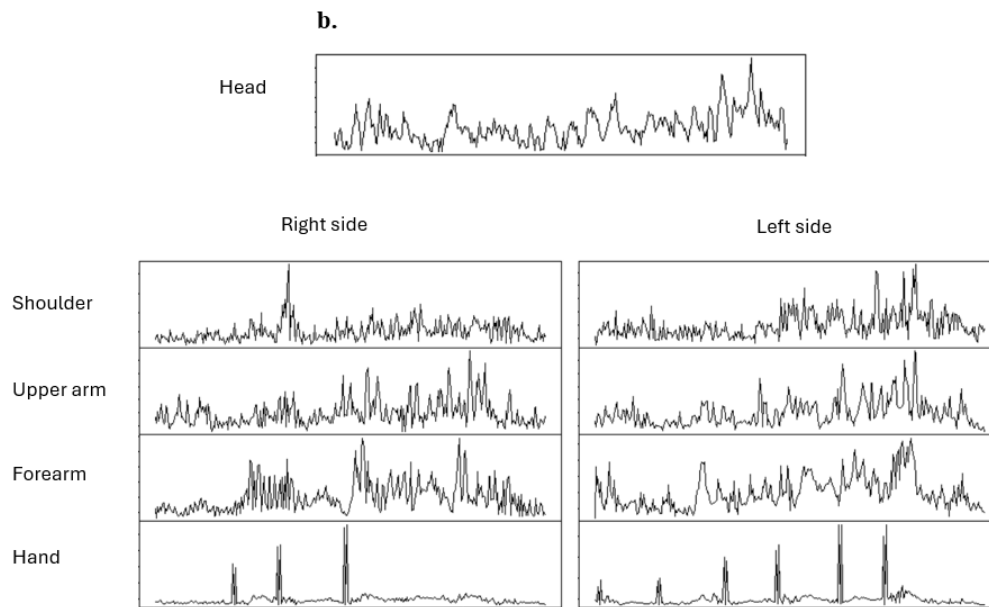 b.
Head
Right side
Left side
Shoulder
Upper arm
Forearm
Hand